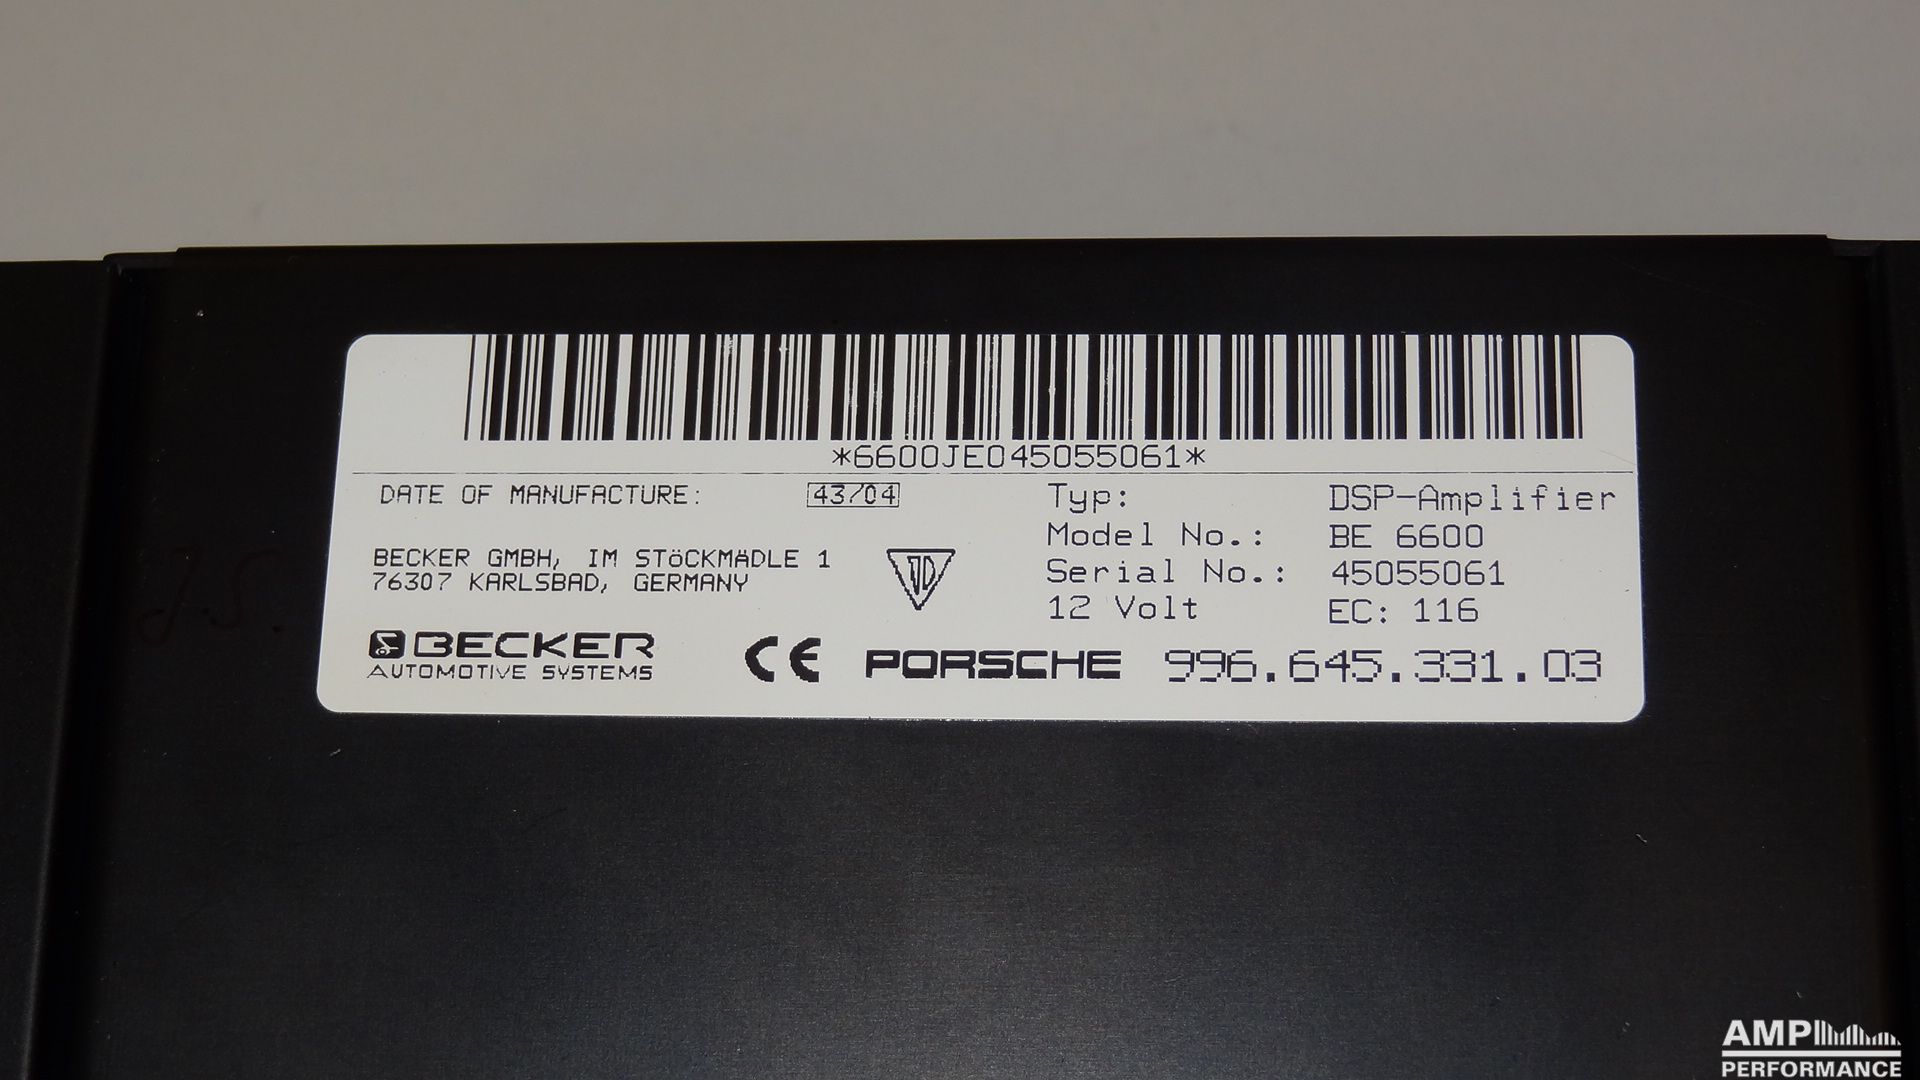 *6600JE045055061*
DATE OF MANUFACTURE: 43/04
Typ: DSP-Amplifier
Model No.: BE 6600
BECKER GMBH, IM STöCKMÄDLE 1
76307 KARLSBAD, GERMANY
Serial No.: 45055061
12 Volt EC: 116
BECKER
AUTOMOTIVE SYSTEMS
CE PORSCHE 996.645.331.03
AMP
PERFORMANCE